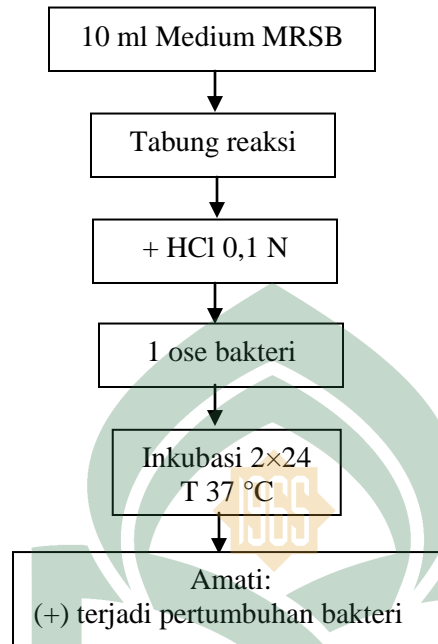 10 ml Medium MRSB
Tabung reaksi
+ HCl 0,1 N
1 ose bakteri
Inkubasi 2×24
T 37 °C
1965
Amati:
(+) terjadi pertumbuhan bakteri